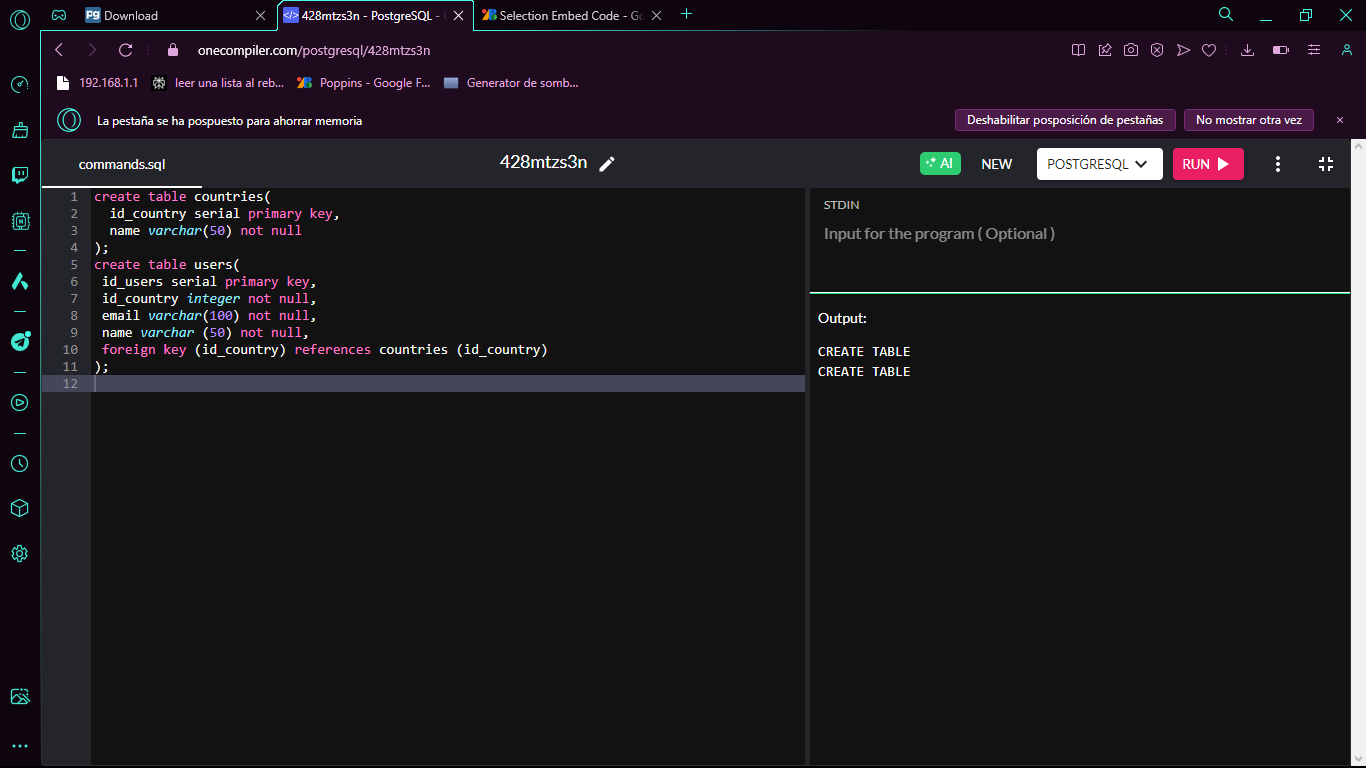 Download
428mtzs3n - PostgreSQL -
Selection Embed Code - Go
onecompiler.com/postgresql/428mtzs3n
192.168.1.1
leer una lista al reb...
Poppins - Google F...
Generator de somb...
La pestaña se ha pospuesto para ahorrar memoria
Deshabilitar posposición de pestañas
No mostrar otra vez
commands.sql
428mtzs3n
AI
NEW
POSTGRESQL
RUN
1 create table countries(
2 id_country serial primary key,
3 name varchar(50) not null
4 );
5 create table users(
6 id_users serial primary key,
7 id_country integer not null,
8 email varchar(100) not null,
9 name varchar (50) not null,
10 foreign key (id_country) references countries (id_country)
11 );
12
STDIN
Input for the program ( Optional )
Output:
CREATE TABLE
CREATE TABLE